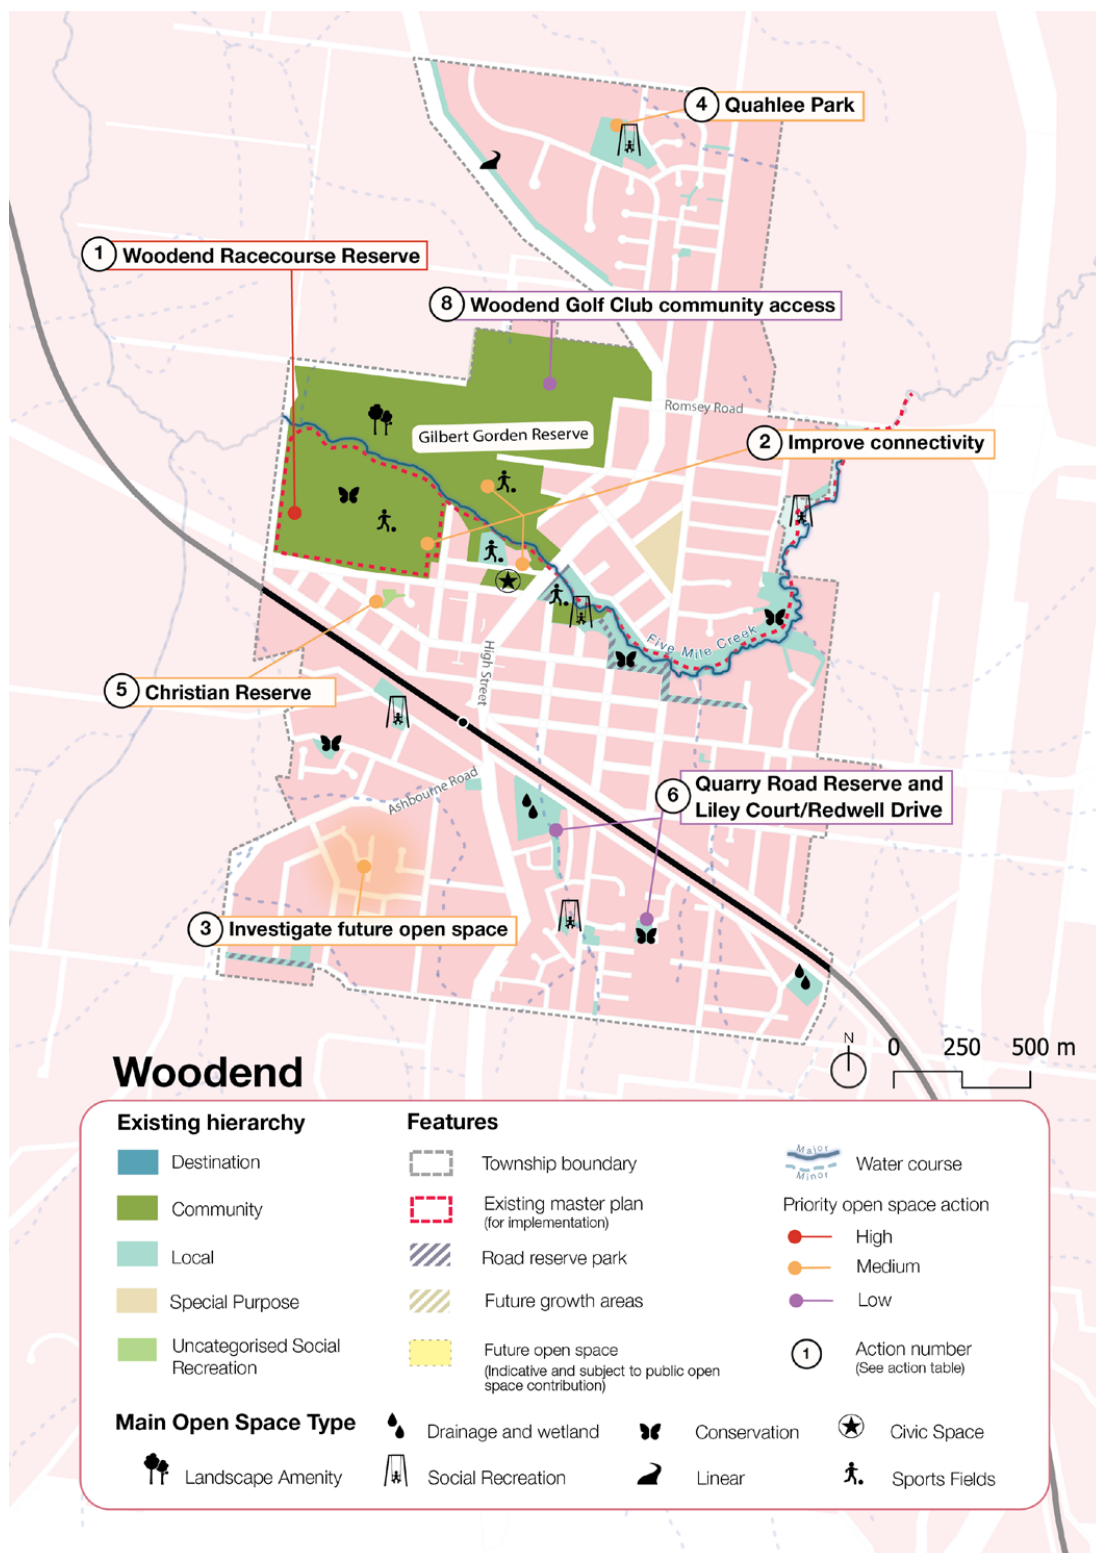 4 Quahlee Park
1 Woodend Racecourse Reserve
8 Woodend Golf Club community access
Romsey Road
Gilbert Gorden Reserve
2 Improve connectivity
Five Mile Creek
High Street
5 Christian Reserve
Ashbourne Road
6 Quarry Road Reserve and
Liley Court/Redwell Drive
3 Investigate future open space
N
0 250 500 m
Woodend
Existing hierarchy
Destination
Community
Local
Special Purpose
Uncategorised Social
Recreation
Features
Township boundary
Existing master plan
(for implementation)
Road reserve park
Future growth areas
Future open space
(Indicative and subject to public open
space contribution)
Major
Minor
Water course
Priority open space action
High
Medium
Low
1 Action number
(See action table)
Main Open Space Type
Drainage and wetland
Conservation
Civic Space
Landscape Amenity
Social Recreation
Linear
Sports Fields